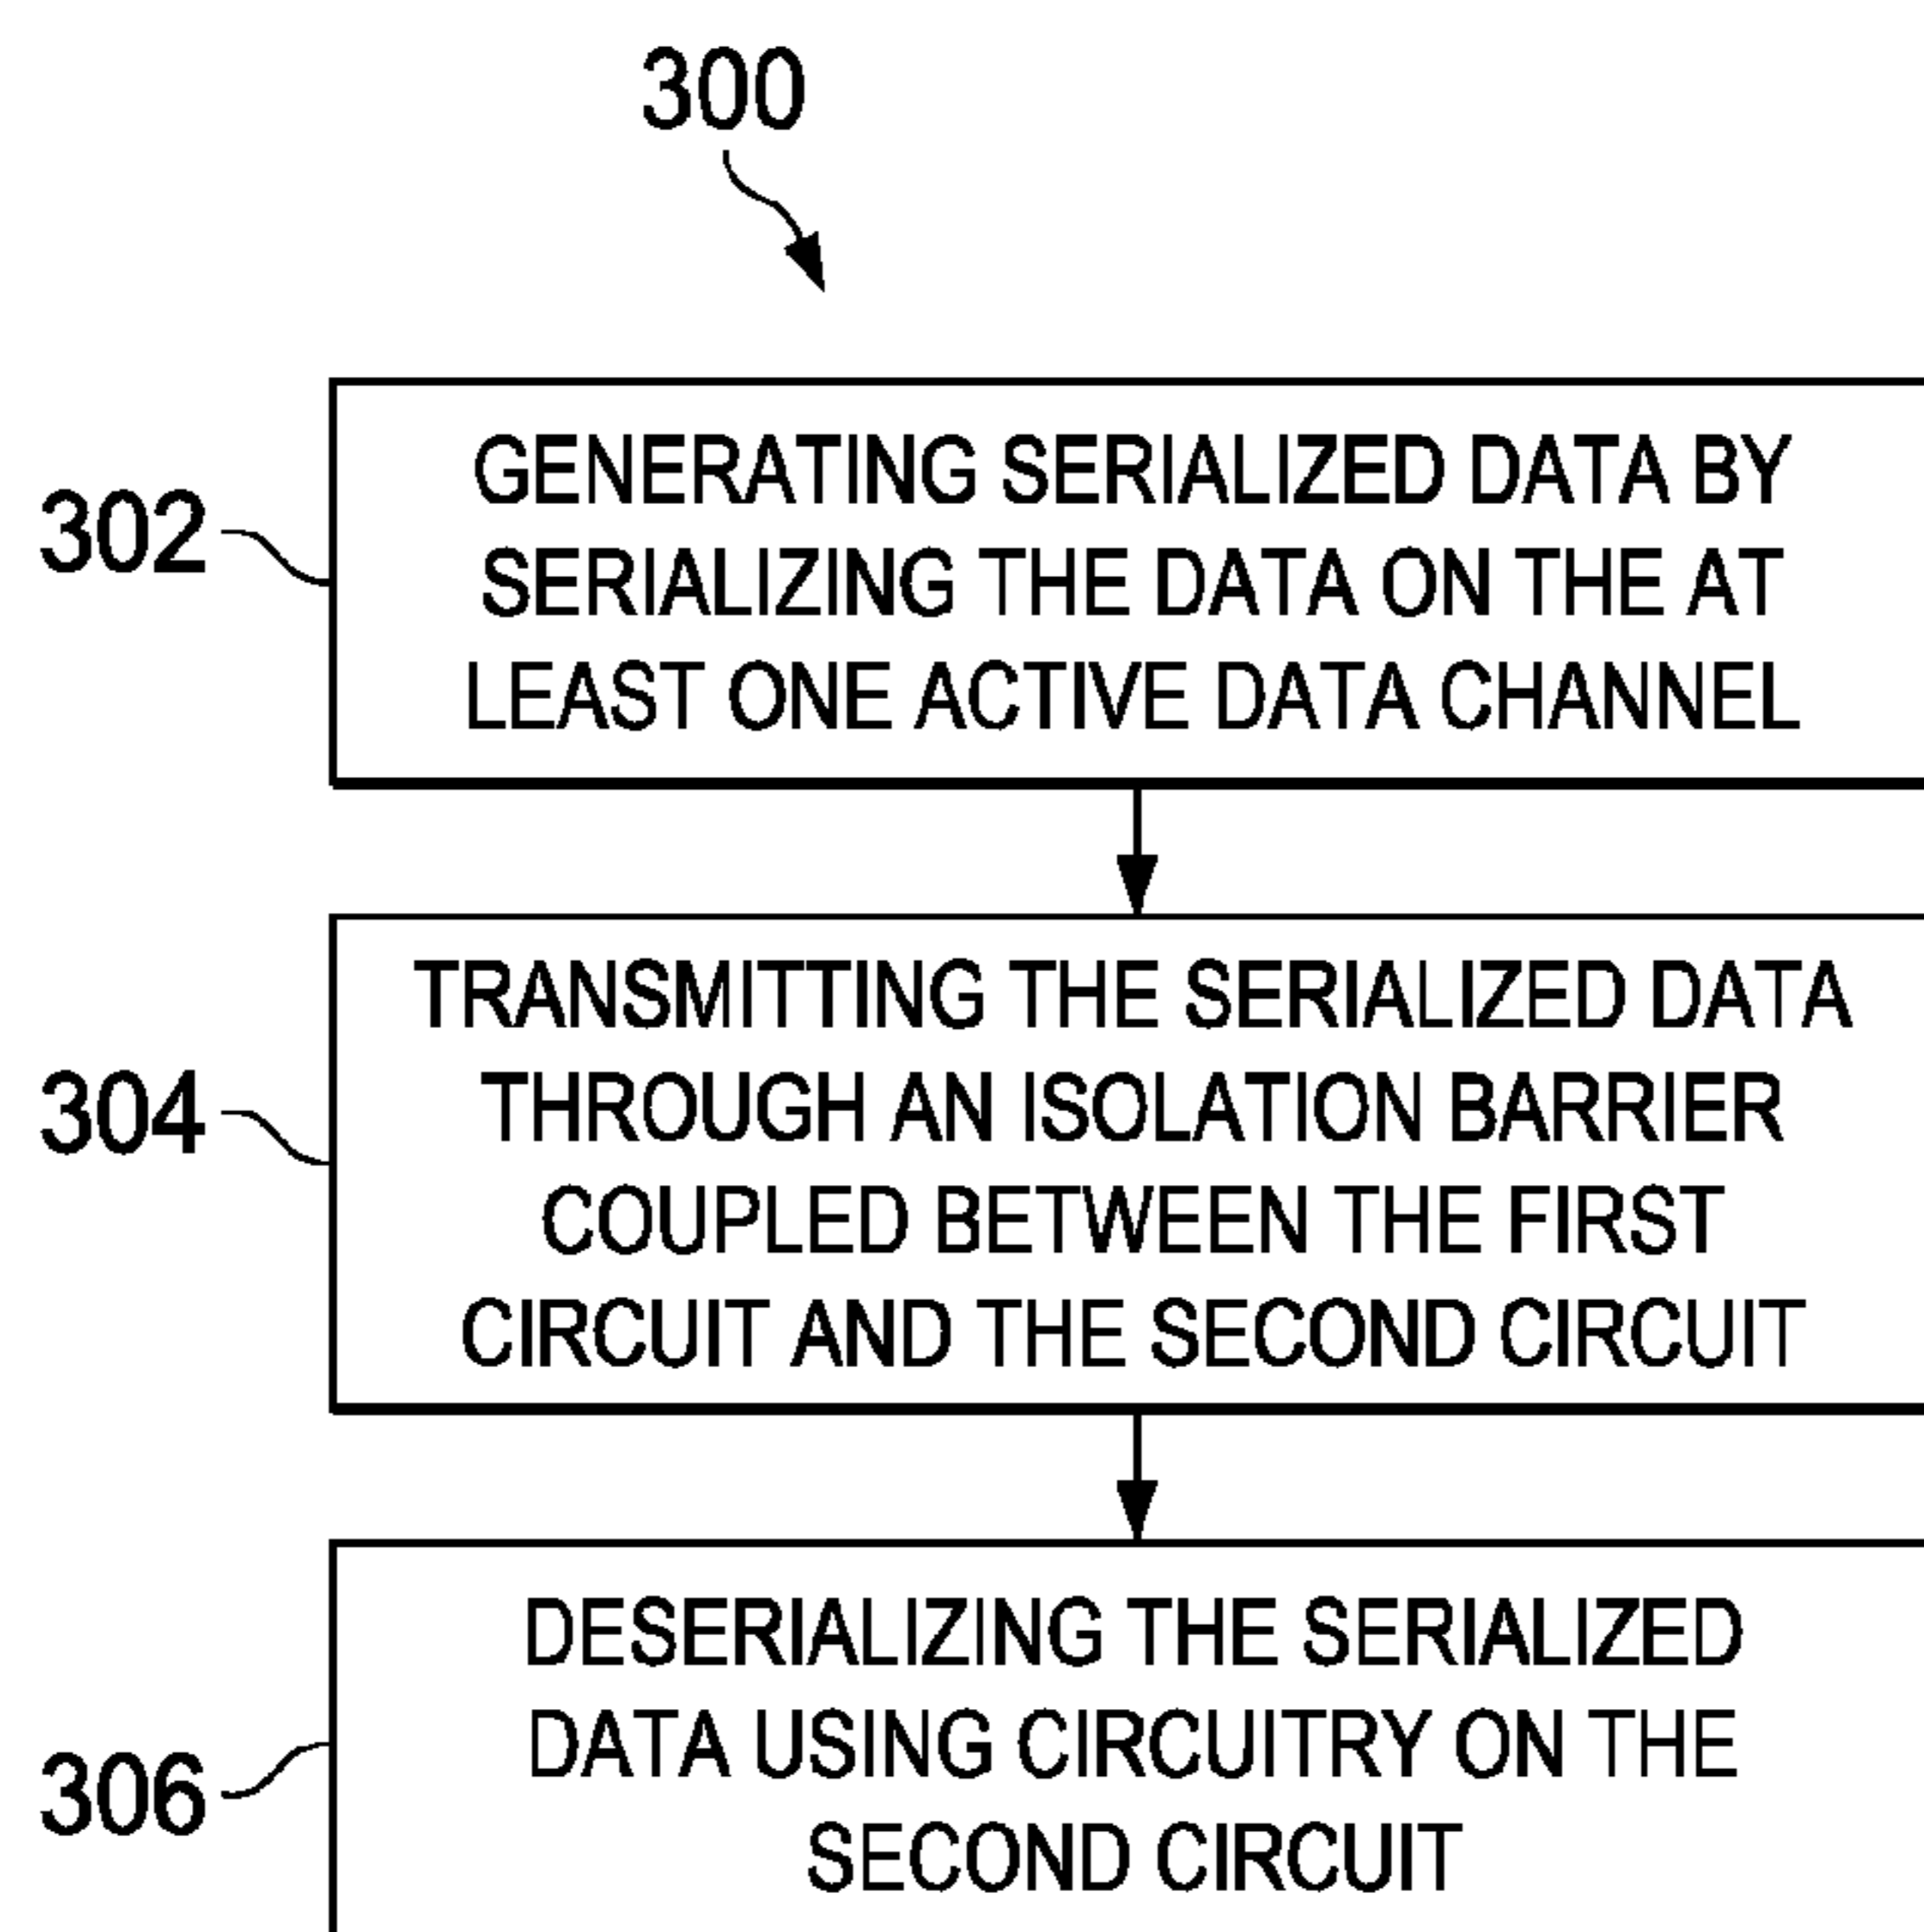 300
302
GENERATING SERIALIZED DATA BY
SERIALIZING THE DATA ON THE AT
LEAST ONE ACTIVE DATA CHANNEL
304
TRANSMITTING THE SERIALIZED DATA
THROUGH AN ISOLATION BARRIER
COUPLED BETWEEN THE FIRST
CIRCUIT AND THE SECOND CIRCUIT
306
DESERIALIZING THE SERIALIZED
DATA USING CIRCUITRY ON THE
SECOND CIRCUIT